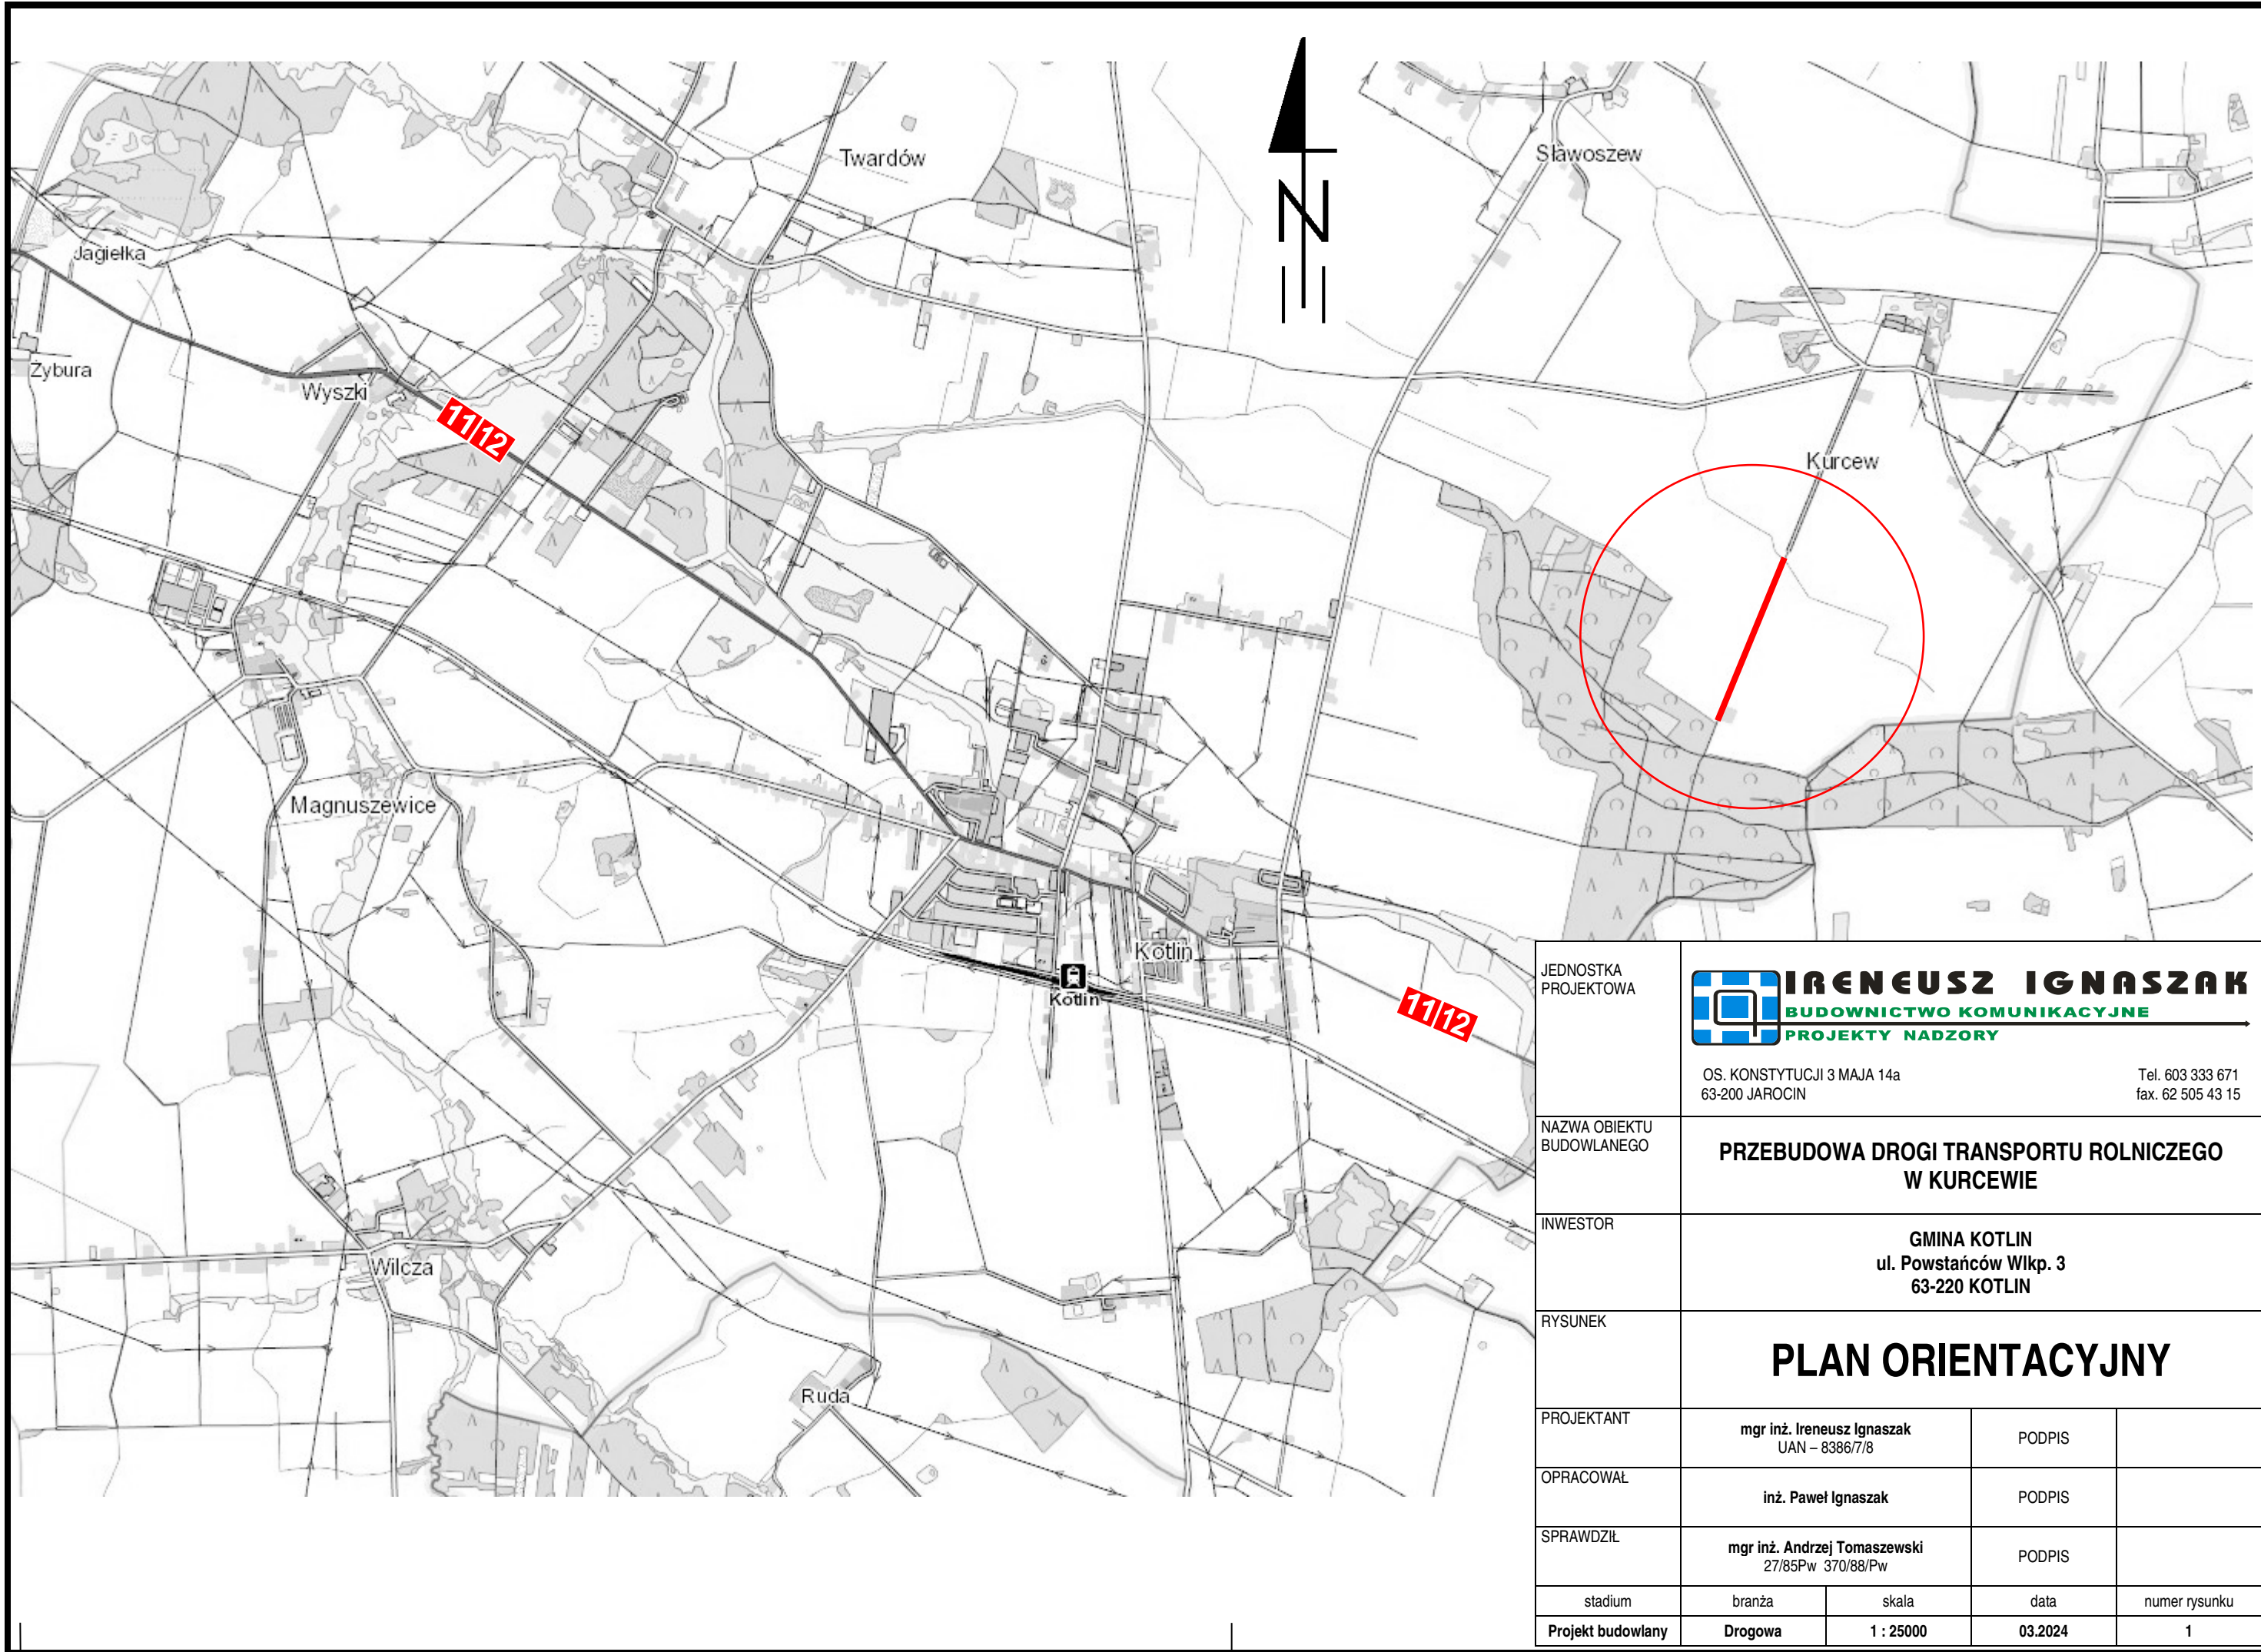 Twardów
N
Sławoszew
Jagiełka
Żybura
Wyszki
11/12
Kurcew
Magnuszewice
Kotlin
Kotlin
11/12
Wilcza
Ruda
JEDNOSTKA
PROJEKTOWA
IRENEUSZ IGNASZAK
BUDOWNICTWO KOMUNIKACYJNE
PROJEKTY NADZORY
OS. KONSTYTUCJI 3 MAJA 14a
63-200 JAROCIN
Tel. 603 333 671
fax. 62 505 43 15
NAZWA OBIEKTU
BUDOWLANEGO
PRZEBUDOWA DROGI TRANSPORTU ROLNICZEGO
W KURCEWIE
INWESTOR
GMINA KOTLIN
ul. Powstańców Wlkp. 3
63-220 KOTLIN
RYSUNEK
PLAN ORIENTACYJNY
PROJEKTANT
mgr inż. Ireneusz Ignaszak
UAN – 8386/7/8
PODPIS
OPRACOWAŁ
inż. Paweł Ignaszak
PODPIS
SPRAWDZIŁ
mgr inż. Andrzej Tomaszewski
27/85Pw 370/88/Pw
PODPIS
stadium branża skala data numer rysunku
Projekt budowlany Drogowa 1 : 25000 03.2024 1